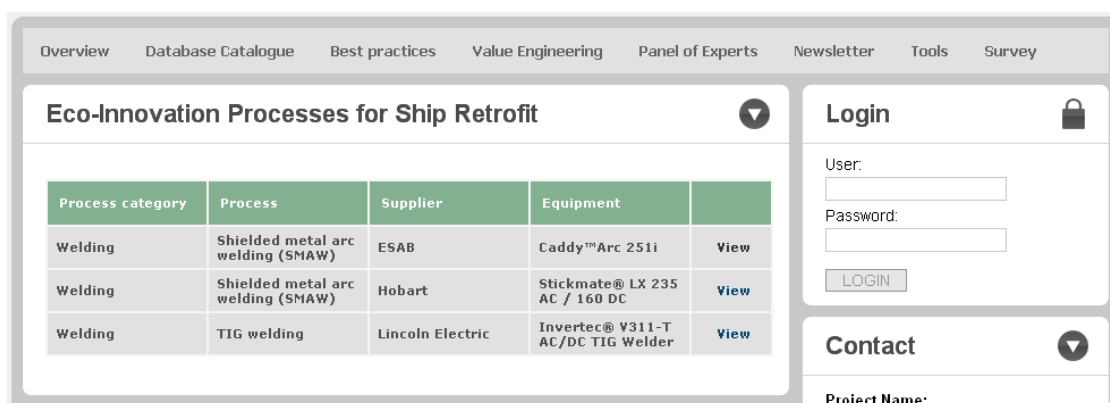 Overview Database Catalogue Best practices Value Engineering Panel of Experts Newsletter Tools Survey
Eco-Innovation Processes for Ship Retrofit
Process category Process Supplier Equipment
Welding Shielded metal arc welding (SMAW) ESAB Caddy™Arc 251i View
Welding Shielded metal arc welding (SMAW) Hobart Stickmate® LX 235 AC / 160 DC View
Welding TIG welding Lincoln Electric Invertec® V311-T AC/DC TIG Welder View
Login
User:
Password:
LOGIN
Contact
Project Name: